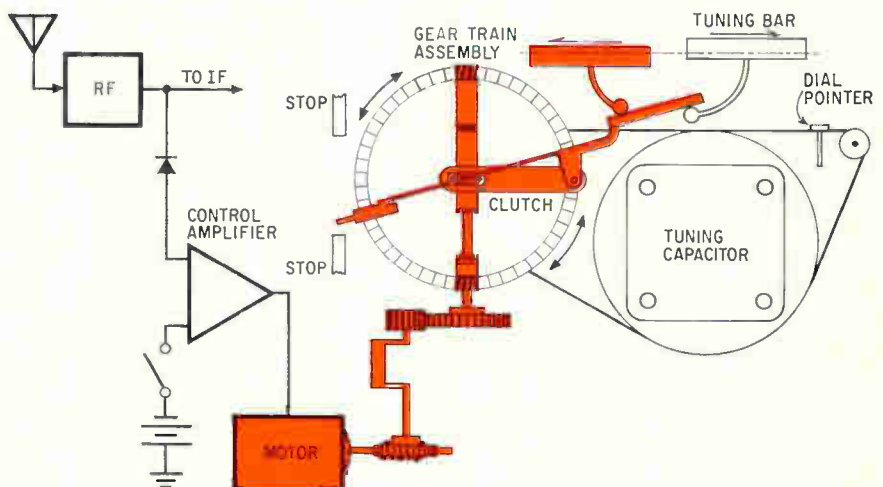 RF
TO IF
GEAR TRAIN
ASSEMBLY
TUNING BAR
DIAL
POINTER
STOP
CLUTCH
CONTROL
AMPLIFIER
TUNING
CAPACITOR
STOP
MOTOR